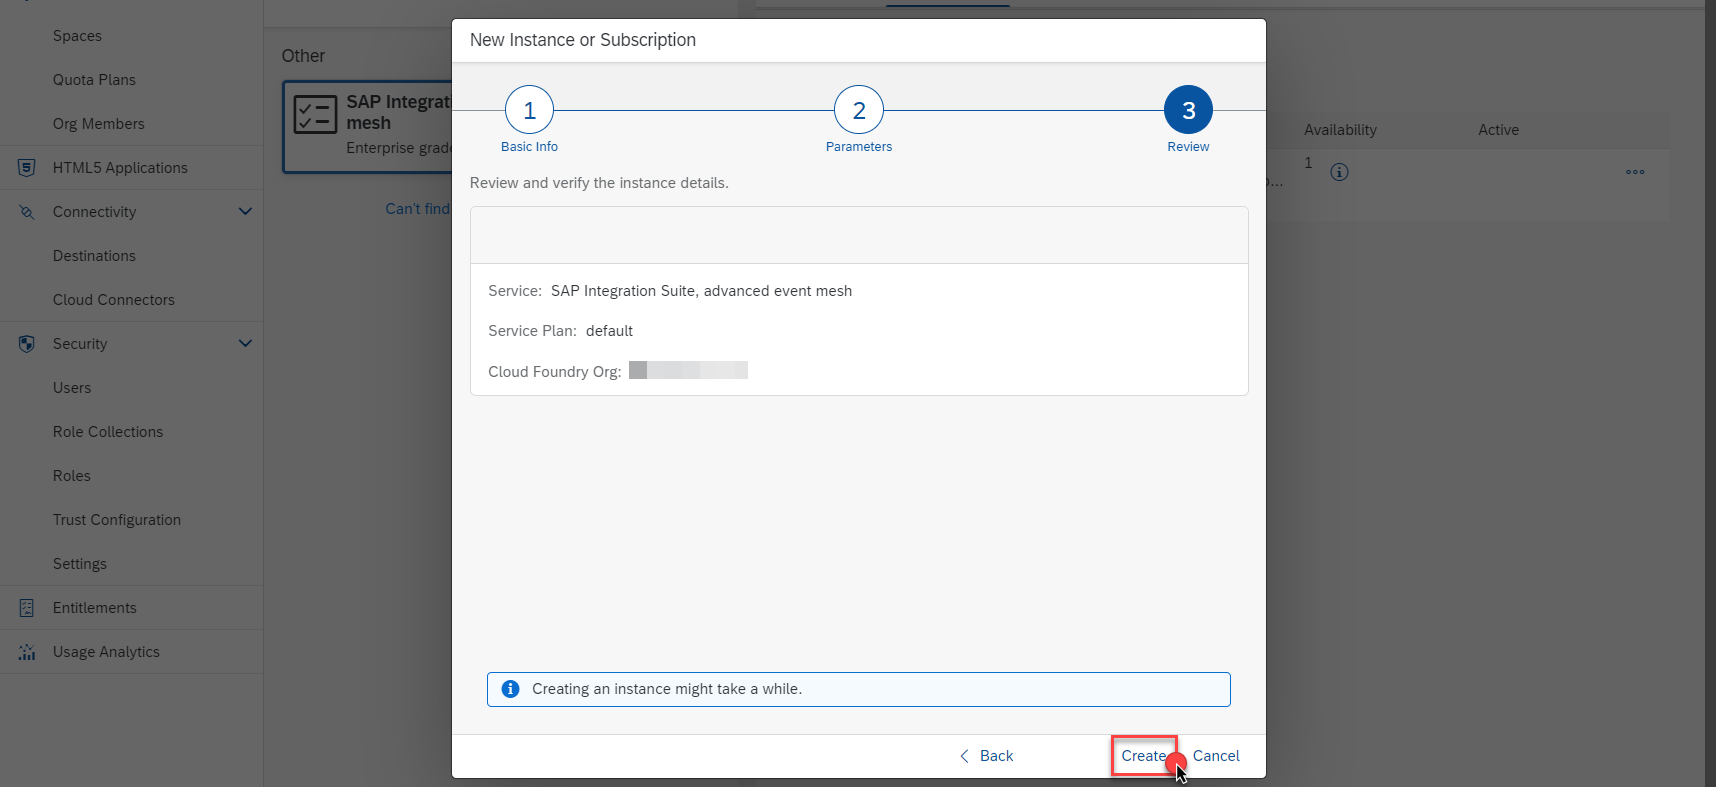 Spaces
Quota Plans
Org Members
HTML5 Applications
Connectivity
Destinations
Cloud Connectors
Security
Users
Role Collections
Roles
Trust Configuration
Settings
Entitlements
Usage Analytics
Other
SAP Integrati
mesh
Enterprise grade
Can't find
New Instance or Subscription
1
2
3
Basic Info
Parameters
Review
Review and verify the instance details.
Service: SAP Integration Suite, advanced event mesh
Service Plan: default
Cloud Foundry Org:
Creating an instance might take a while.
Back
Create
Cancel
Availability
Active
1